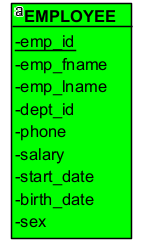 a EMPLOYEE
-emp_id
-emp_fname
-emp_lname
-dept_id
-phone
-salary
-start_date
-birth_date
-sex